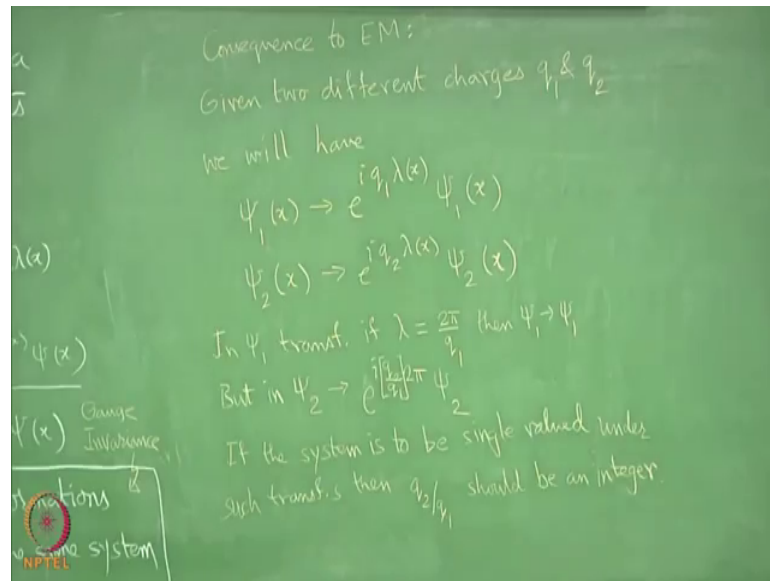 a
s̄
λ(x)
ψ(x)
ψ(x) Gauge
Invariance
mations
same system
Consequence to EM:
Given two different charges q₁ & q₂
we will have
Ψ₁(x) → e^{iq₁λ(x)} Ψ₁(x)
Ψ₂(x) → e^{iq₂λ(x)} Ψ₂(x)
In Ψ₁ transf. if λ = 2π/q₁ then Ψ₁→Ψ₁
But in Ψ₂ → e^{i[q₂/q₁]2π} Ψ₂
If the system is to be single valued under
such transf.s then q₂/q₁ should be an integer.
NPTEL